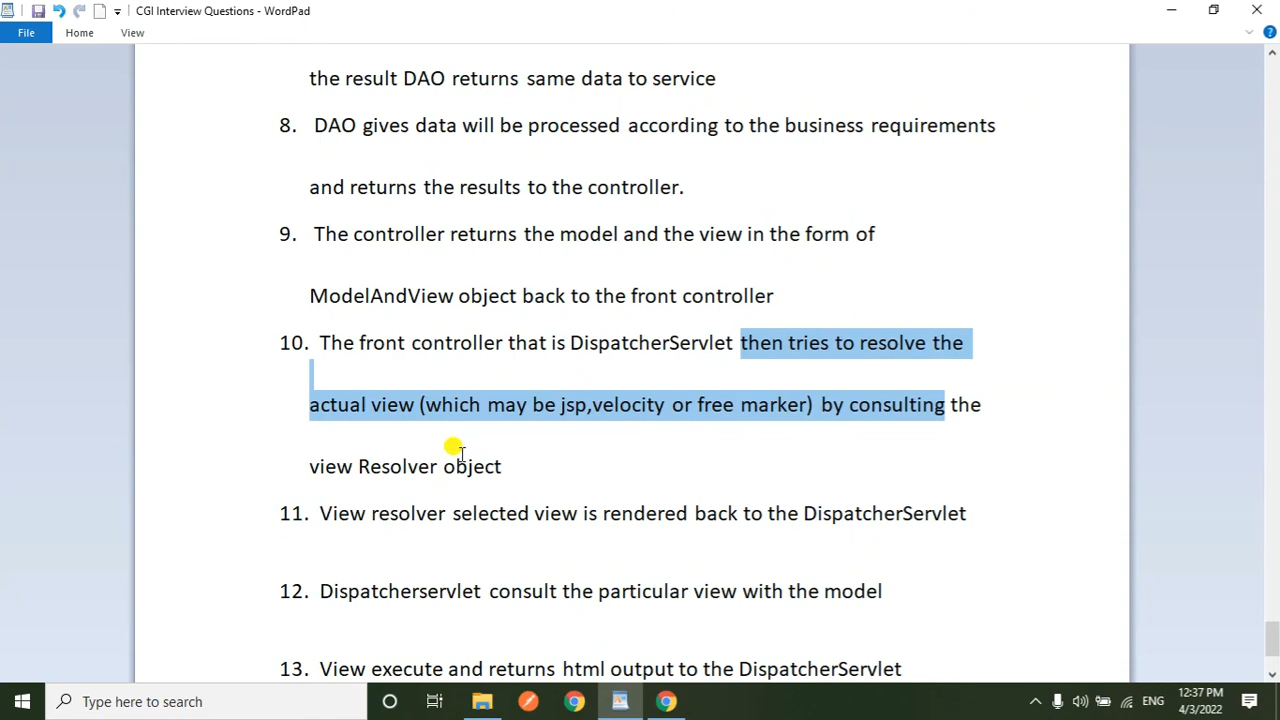 CGI Interview Questions - WordPad
File Home View
the result DAO returns same data to service
8. DAO gives data will be processed according to the business requirements
and returns the results to the controller.
9. The controller returns the model and the view in the form of
ModelAndView object back to the front controller
10. The front controller that is DispatcherServlet then tries to resolve the
actual view (which may be jsp,velocity or free marker) by consulting the
view Resolver object
11. View resolver selected view is rendered back to the DispatcherServlet
12. Dispatcherservlet consult the particular view with the model
13. View execute and returns html output to the DispatcherServlet
Type here to search
ENG
12:37 PM
4/3/2022